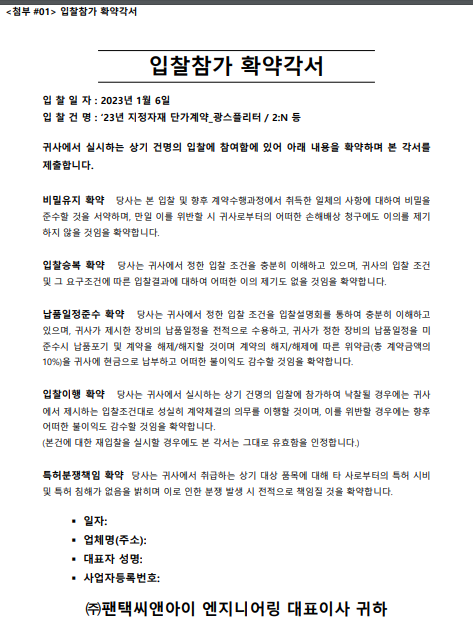 <첨부 #01> 입찰참가 확약각서
입찰참가 확약각서
입 찰 일 자 : 2023년 1월 6일
입 찰 건 명 : ‘23년 지정자재 단가계약_광스플리터 / 2:N 등
귀사에서 실시하는 상기 건명의 입찰에 참여함에 있어 아래 내용을 확약하며 본 각서를
제출합니다.
비밀유지 확약 당사는 본 입찰 및 향후 계약수행과정에서 취득한 일체의 사항에 대하여 비밀을
준수할 것을 서약하며, 만일 이를 위반할 시 귀사로부터의 어떠한 손해배상 청구에도 이의를 제기
하지 않을 것임을 확약합니다.
입찰승복 확약 당사는 귀사에서 정한 입찰 조건을 충분히 이해하고 있으며, 귀사의 입찰 조건
및 그 요구조건에 따른 입찰결과에 대하여 어떠한 이의 제기도 없을 것임을 확약합니다.
납품일정준수 확약 당사는 귀사에서 정한 입찰 조건을 입찰설명회를 통하여 충분히 이해하고
있으며, 귀사가 제시한 장비의 납품일정을 전적으로 수용하고, 귀사가 정한 장비의 납품일정을 미
준수시 납품포기 및 계약을 해제/해지할 것이며 계약의 해지/해제에 따른 위약금(총 계약금액의
10%)을 귀사에 현금으로 납부하고 어떠한 불이익도 감수할 것임을 확약합니다.
입찰이행 확약 당사는 귀사에서 실시하는 상기 건명의 입찰에 참가하여 낙찰될 경우에는 귀사
에서 제시하는 입찰조건대로 성실히 계약체결의 의무를 이행할 것이며, 이를 위반할 경우에는 향후
어떠한 불이익도 감수할 것임을 확약합니다.
(본건에 대한 재입찰을 실시할 경우에도 본 각서는 그대로 유효함을 인정합니다.)
특허분쟁책임 확약 당사는 귀사에서 취급하는 상기 대상 품목에 대해 타 사로부터의 특허 시비
및 특허 침해가 없음을 밝히며 이로 인한 분쟁 발생 시 전적으로 책임질 것을 확약합니다.
▪ 일자:
▪ 업체명(주소):
▪ 대표자 성명:
▪ 사업자등록번호:
㈜팬택씨앤아이 엔지니어링 대표이사 귀하